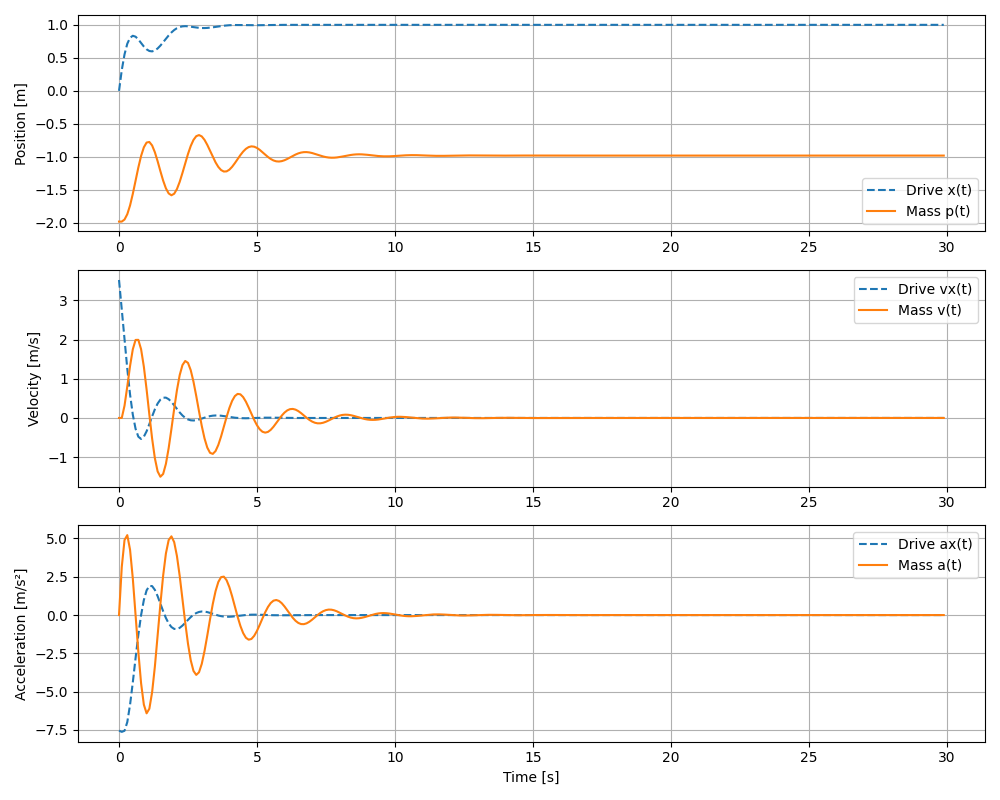 1.0
0.5
0.0
−0.5
−1.0
−1.5
−2.0
Position [m]
Drive x(t)
Mass p(t)
0 5 10 15 20 25 30
3
2
1
0
−1
Velocity [m/s]
Drive vx(t)
Mass v(t)
0 5 10 15 20 25 30
5.0
2.5
0.0
−2.5
−5.0
−7.5
Acceleration [m/s²]
Drive ax(t)
Mass a(t)
0 5 10 15 20 25 30
Time [s]